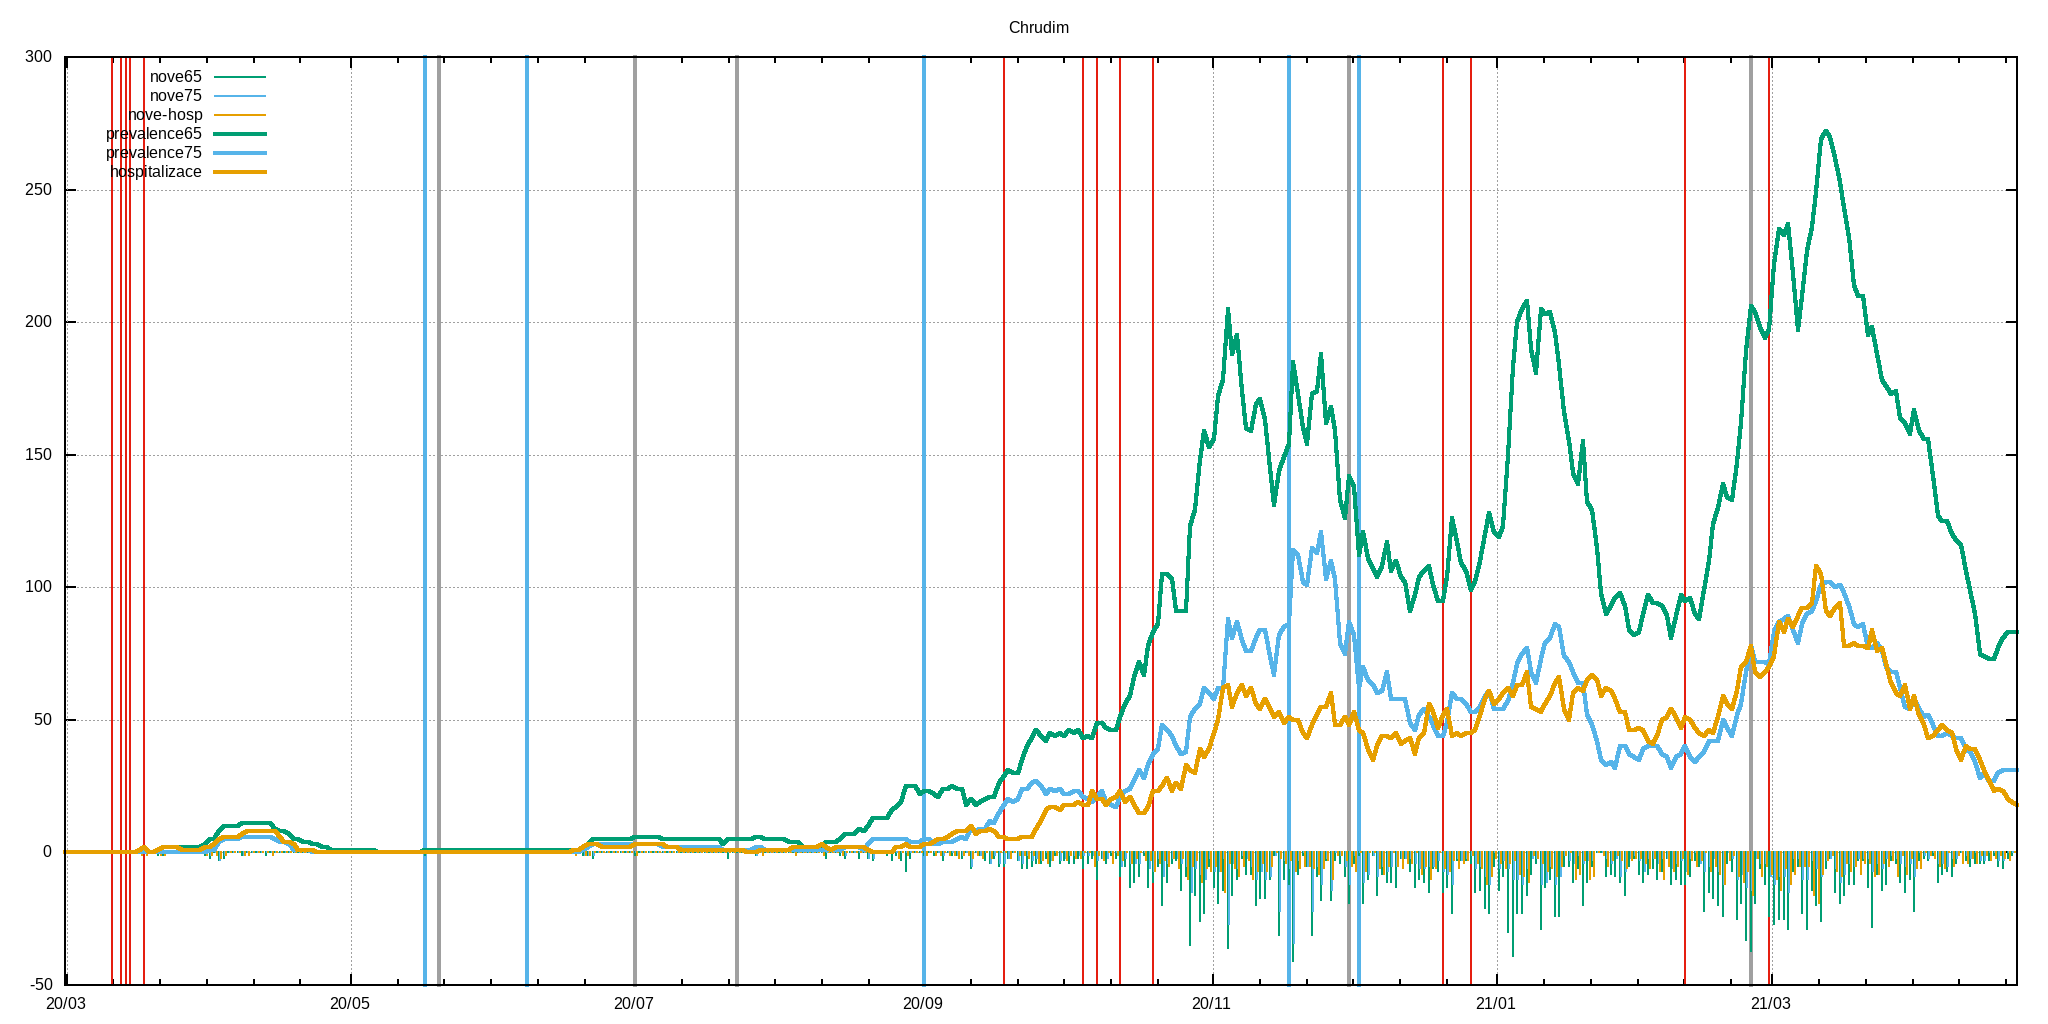 Chrudim
300
nove65
nove75
nove-hosp
prevalence65
prevalence75
hospitalizace
250
200
150
100
50
0
-50
20/03 20/05 20/07 20/09 20/11 21/01 21/03